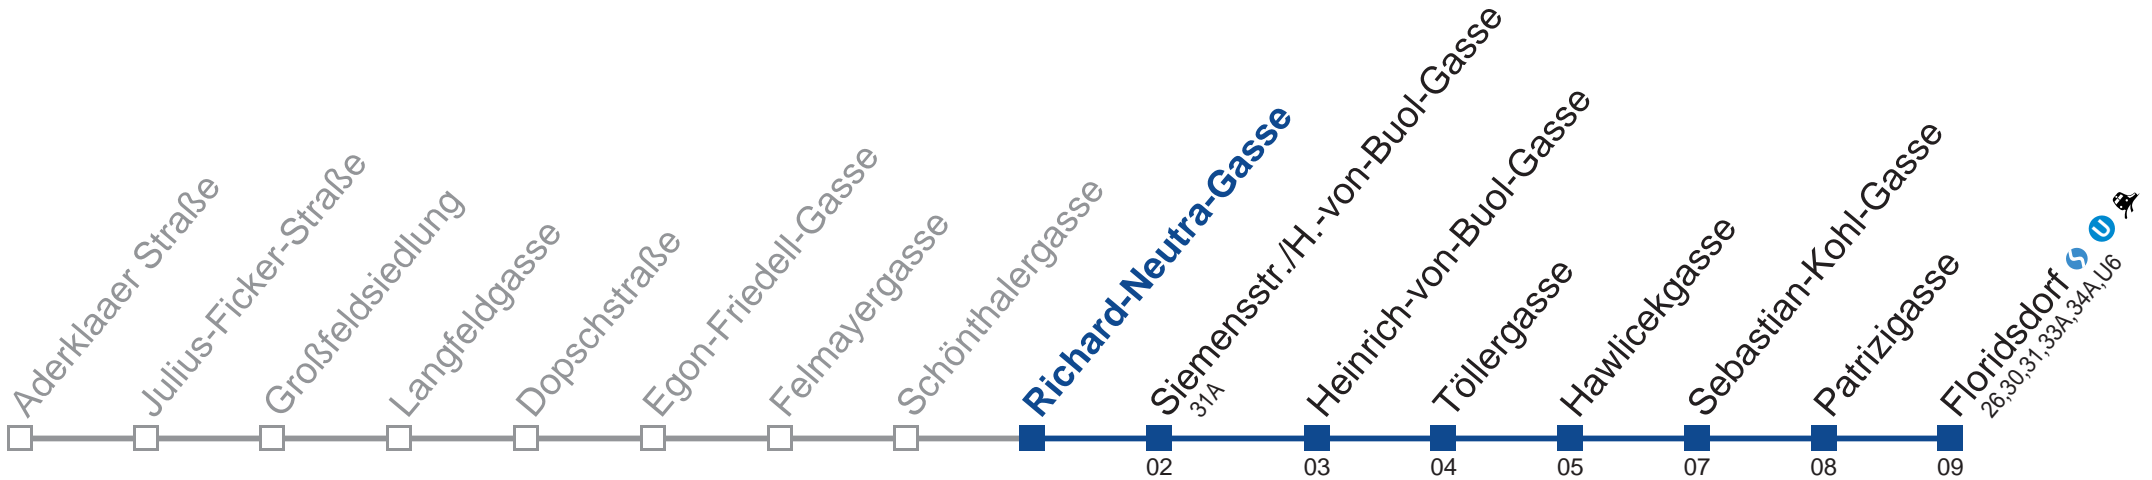 Aderklaaer Straße
Julius-Ficker-Straße
Großfeldsiedlung
Langfeldgasse
Dopschstraße
Egon-Friedell-Gasse
Felmayergasse
Schönthalergasse
Richard-Neutra-Gasse
Siemensstr./H.-von-Buol-Gasse
31A
Heinrich-von-Buol-Gasse
Töllergasse
Hawlicekgasse
Sebastian-Kohl-Gasse
Patrizigasse
Floridsdorf S U
26,30,31,33A,34A,U6
02 03 04 05 07 08 09